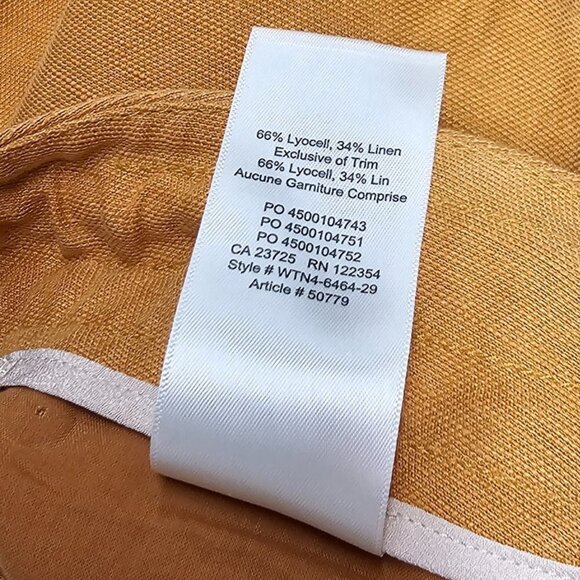 66% Lyocell, 34% Linen
Exclusive of Trim
66% Lyocell, 34% Lin
Aucune Garniture Comprise
PO 4500104743
PO 4500104751
PO 4500104752
CA 23725 RN 122354
Style # WTN4-6464-29
Article # 50779